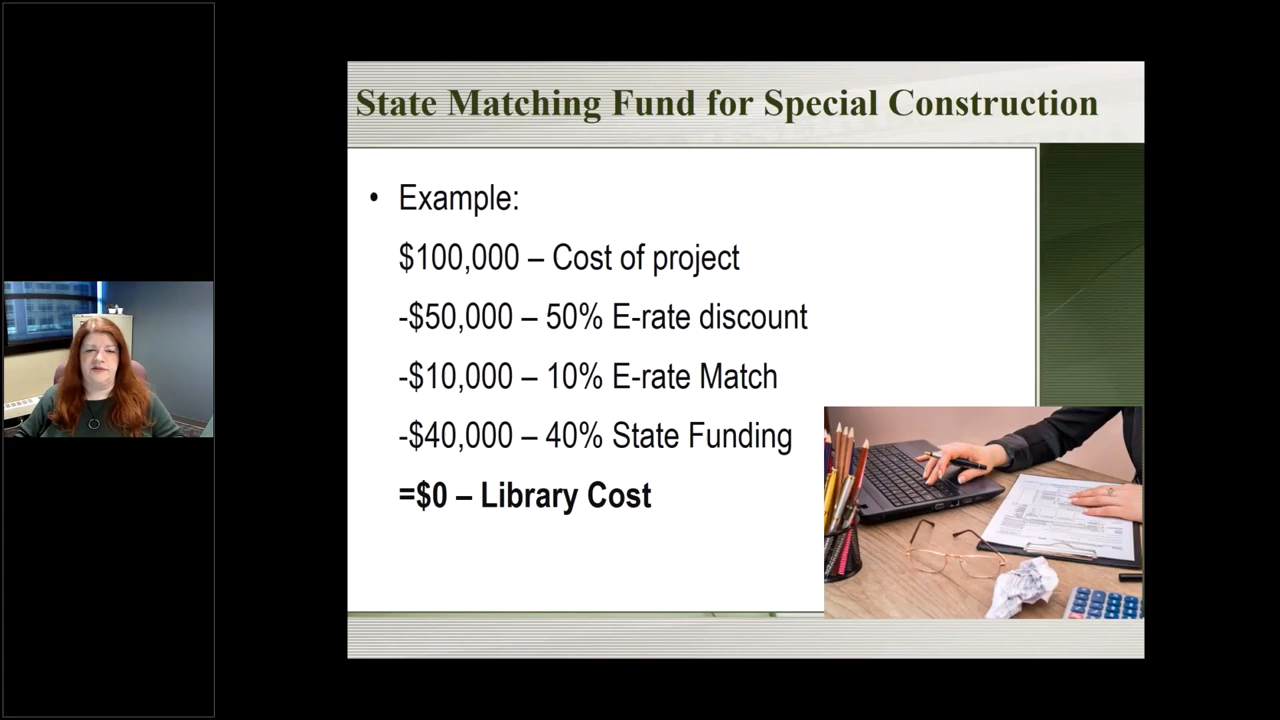 State Matching Fund for Special Construction
• Example:
$100,000 – Cost of project
-$50,000 – 50% E-rate discount
-$10,000 – 10% E-rate Match
-$40,000 – 40% State Funding
=$0 – Library Cost